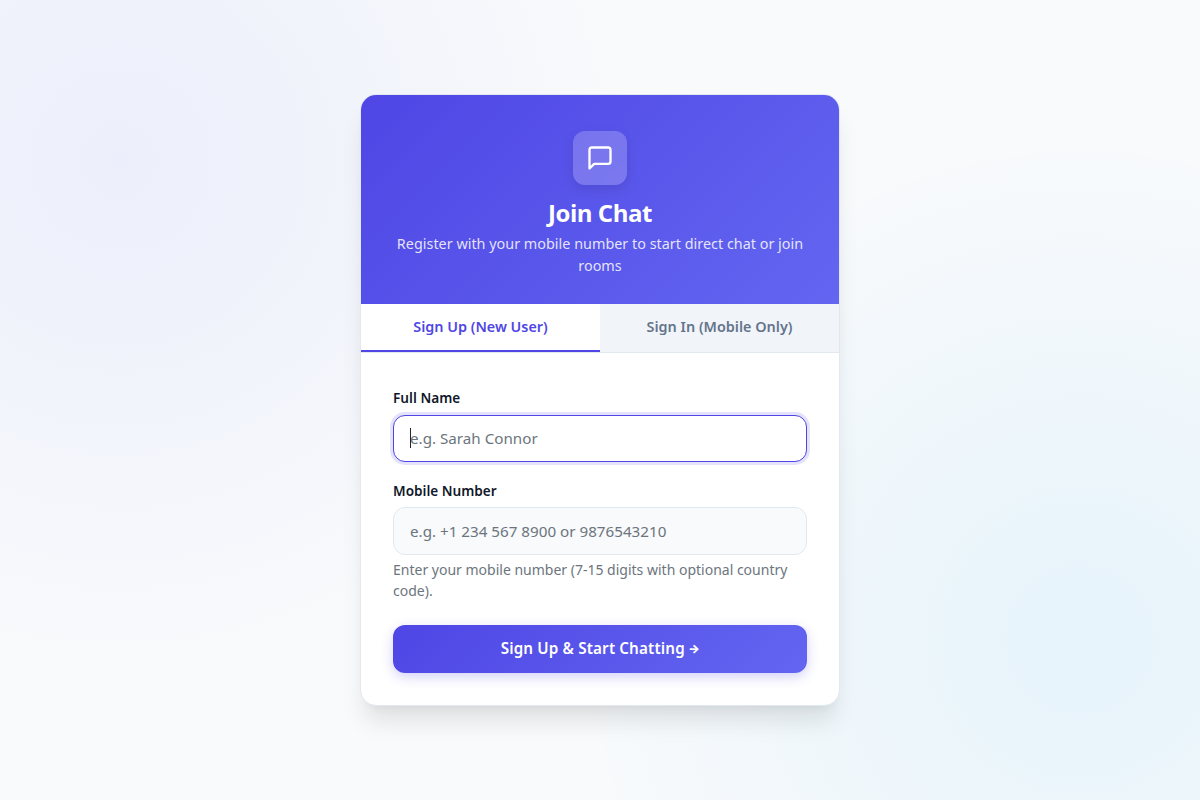 Join Chat
Register with your mobile number to start direct chat or join
rooms
Sign Up (New User)
Sign In (Mobile Only)
Full Name
e.g. Sarah Connor
Mobile Number
e.g. +1 234 567 8900 or 9876543210
Enter your mobile number (7-15 digits with optional country
code).
Sign Up & Start Chatting →